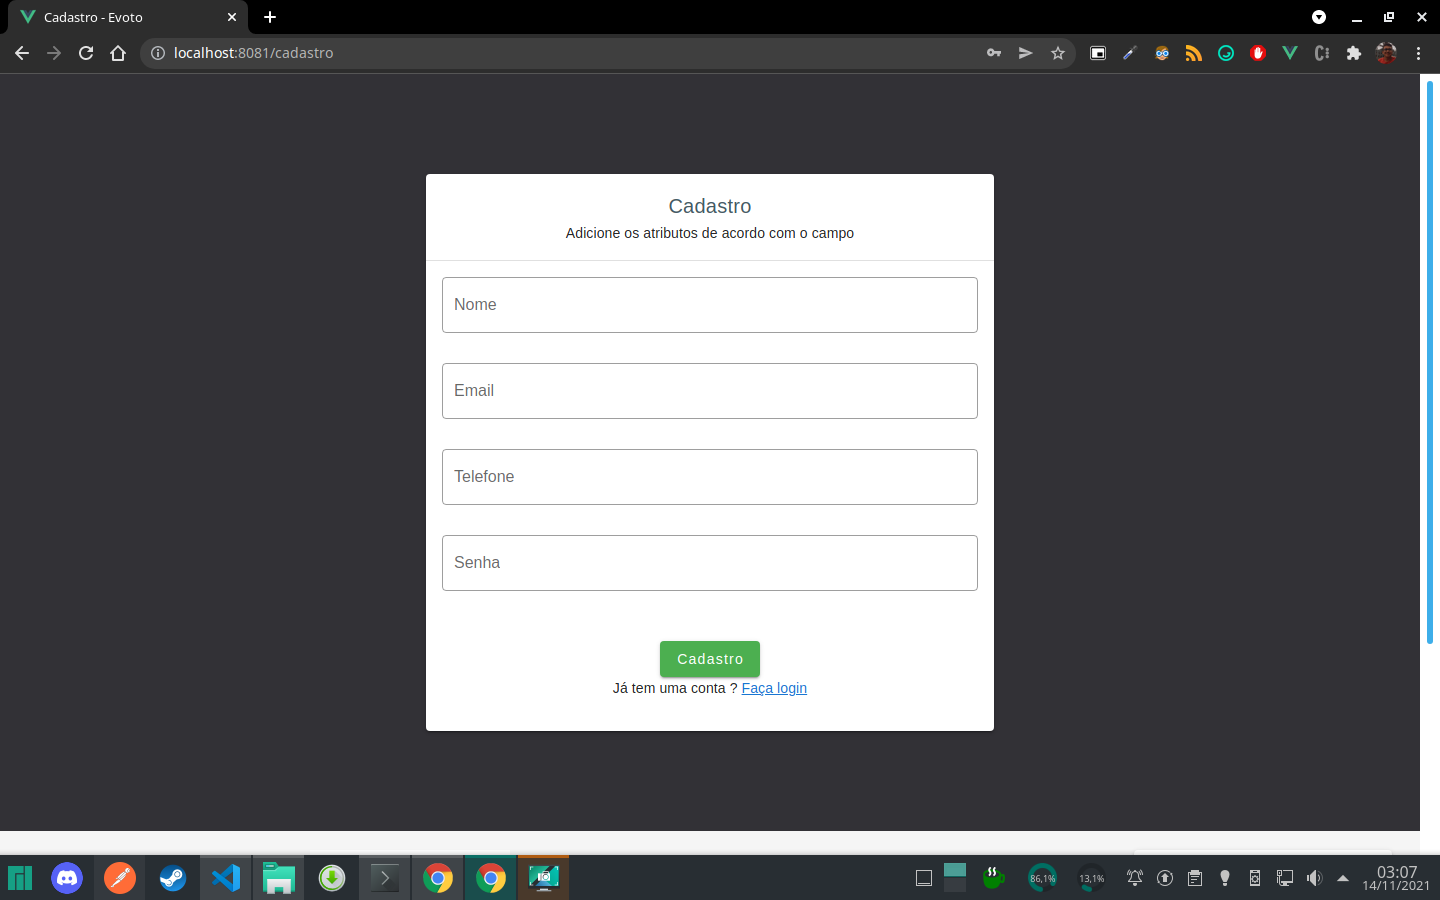 Cadastro - Evoto
localhost:8081/cadastro
Cadastro
Adicione os atributos de acordo com o campo
Nome
Email
Telefone
Senha
Cadastro
Já tem uma conta ? Faça login
86,1%
13,1%
03:07
14/11/2021